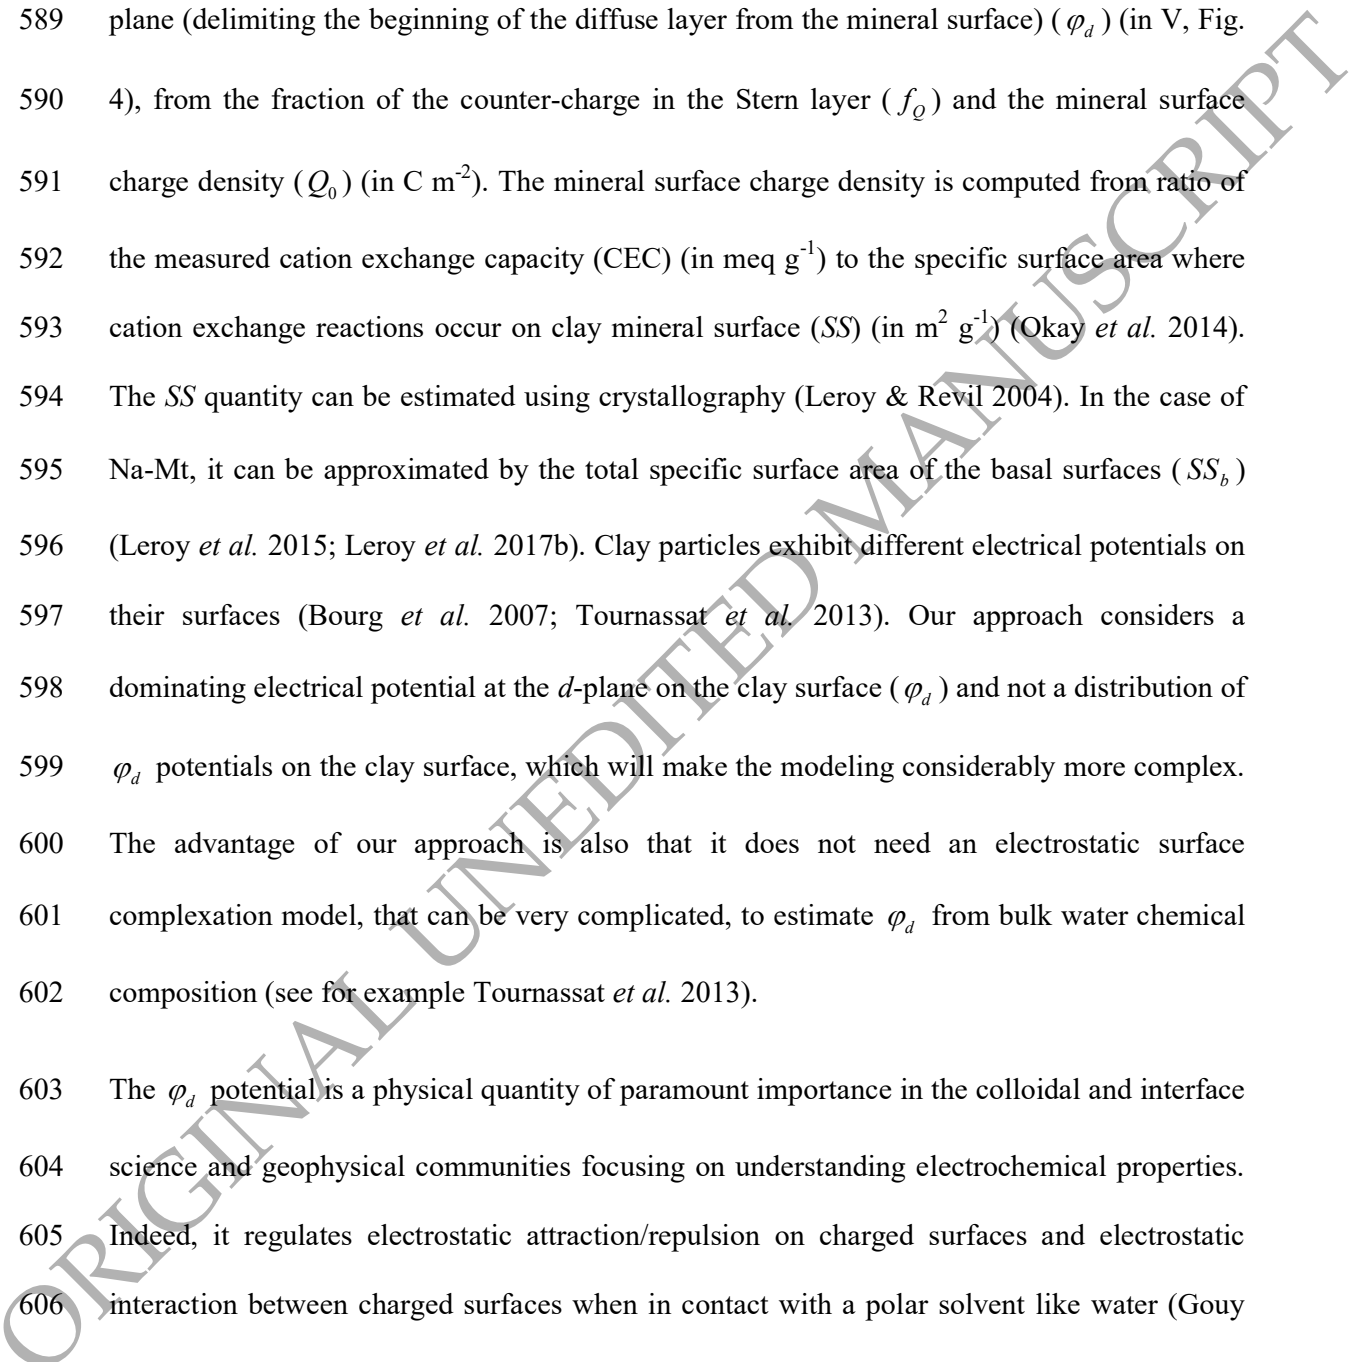 589 plane (delimiting the beginning of the diffuse layer from the mineral surface) ( φd ) (in V, Fig.
590 4), from the fraction of the counter-charge in the Stern layer ( fQ ) and the mineral surface
591 charge density ( Q0 ) (in C m-2). The mineral surface charge density is computed from ratio of
592 the measured cation exchange capacity (CEC) (in meq g-1) to the specific surface area where
593 cation exchange reactions occur on clay mineral surface (SS) (in m2 g-1) (Okay et al. 2014).
594 The SS quantity can be estimated using crystallography (Leroy & Revil 2004). In the case of
595 Na-Mt, it can be approximated by the total specific surface area of the basal surfaces ( SSb )
596 (Leroy et al. 2015; Leroy et al. 2017b). Clay particles exhibit different electrical potentials on
597 their surfaces (Bourg et al. 2007; Tournassat et al. 2013). Our approach considers a
598 dominating electrical potential at the d-plane on the clay surface ( φd ) and not a distribution of
599 φd potentials on the clay surface, which will make the modeling considerably more complex.
600 The advantage of our approach is also that it does not need an electrostatic surface
601 complexation model, that can be very complicated, to estimate φd from bulk water chemical
602 composition (see for example Tournassat et al. 2013).
603 The φd potential is a physical quantity of paramount importance in the colloidal and interface
604 science and geophysical communities focusing on understanding electrochemical properties.
605 Indeed, it regulates electrostatic attraction/repulsion on charged surfaces and electrostatic
606 interaction between charged surfaces when in contact with a polar solvent like water (Gouy
ORIGINAL UNEDITED MANUSCRIPT